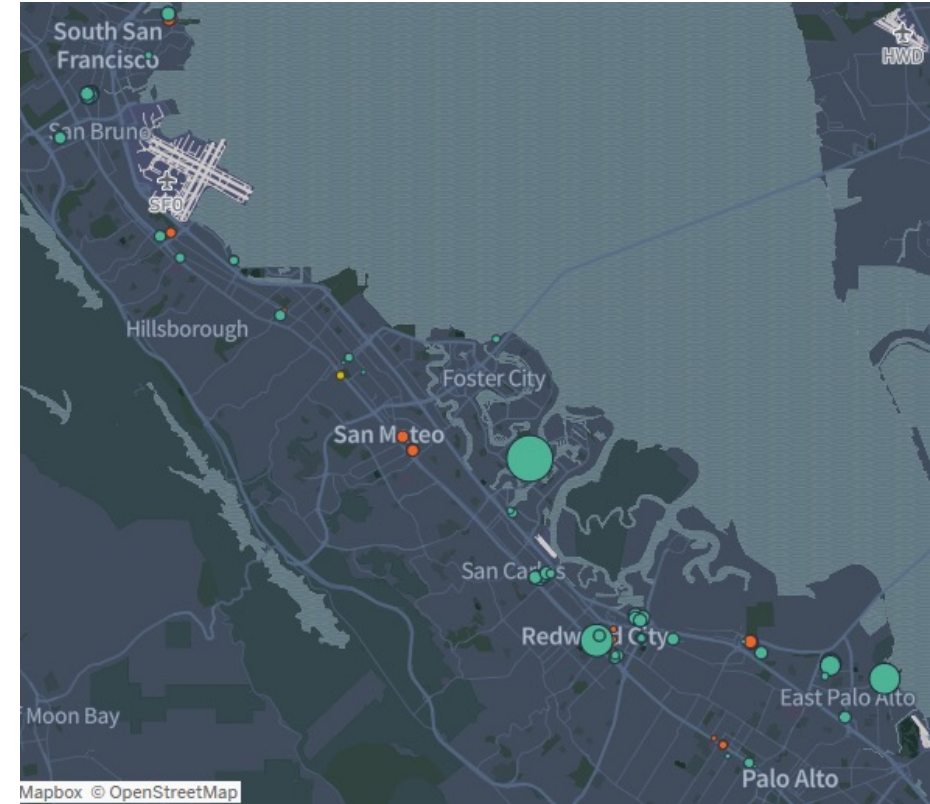 South San
Francisco
HWD
San Bruno
SFO
Hillsborough
Foster City
San Mateo
San Carlos
Redwood City
East Palo Alto
Moon Bay
Palo Alto
Mapbox © OpenStreetMap